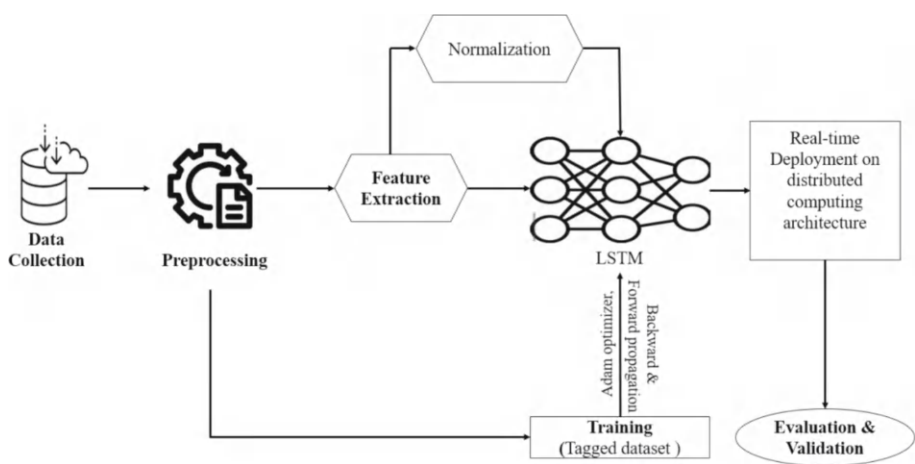 Normalization
Feature
Extraction
Data
Collection
Preprocessing
LSTM
Real-time
Deployment on
distributed
computing
architecture
Backward &
Forward propagation
Adam optimizer,
Training
(Tagged dataset )
Evaluation &
Validation